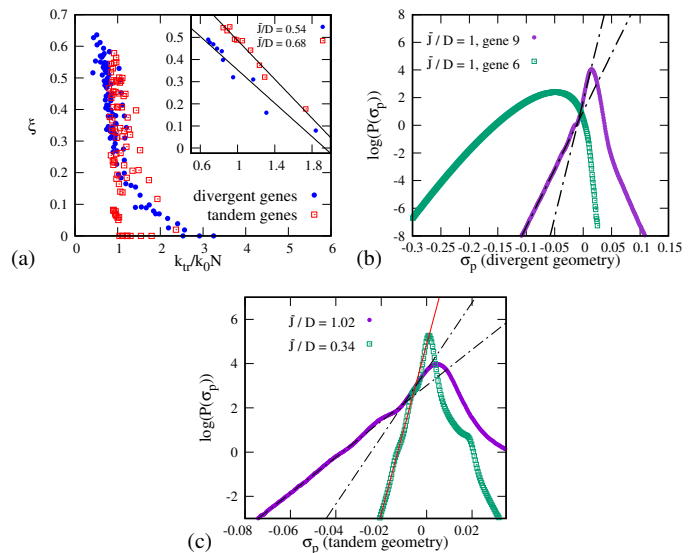 0.7
0.6
0.5
0.4
0.3
0.2
0.1
0
ξ
0 1 2 3 4 5 6
k_tr/k_0N
J̄/D = 0.54
J̄/D = 0.68
0.5
0.4
0.3
0.2
0.1
0
0.6 1 1.4 1.8
divergent genes
tandem genes
(a)
8
6
4
2
0
-2
-4
-6
-8
log(P(σ_p))
J̄/D = 1, gene 9
J̄/D = 1, gene 6
-0.3 -0.25 -0.2 -0.15 -0.1 -0.05 0 0.05 0.1 0.15
σ_p (divergent geometry)
(b)
6
4
2
0
-2
log(P(σ_p))
J̄/D = 1.02
J̄/D = 0.34
-0.08 -0.06 -0.04 -0.02 0 0.02
σ_p (tandem geometry)
(c)